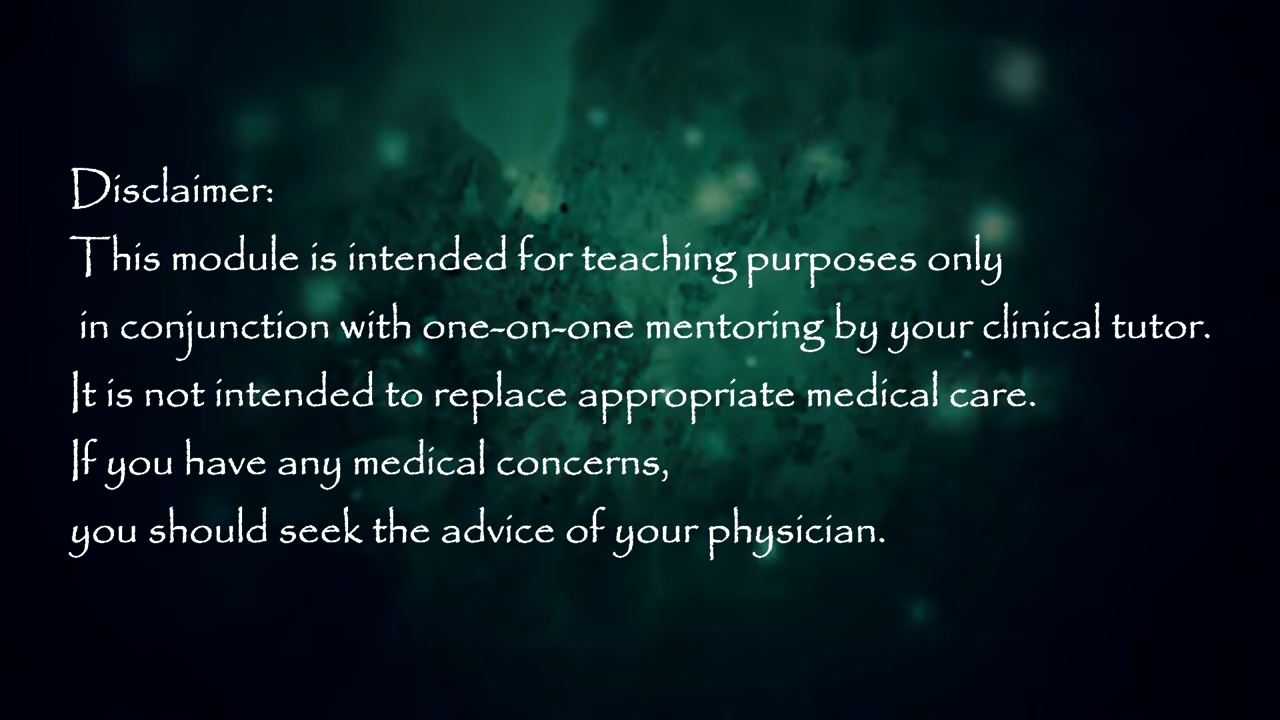 Disclaimer:
This module is intended for teaching purposes only
in conjunction with one-on-one mentoring by your clinical tutor.
It is not intended to replace appropriate medical care.
If you have any medical concerns,
you should seek the advice of your physician.